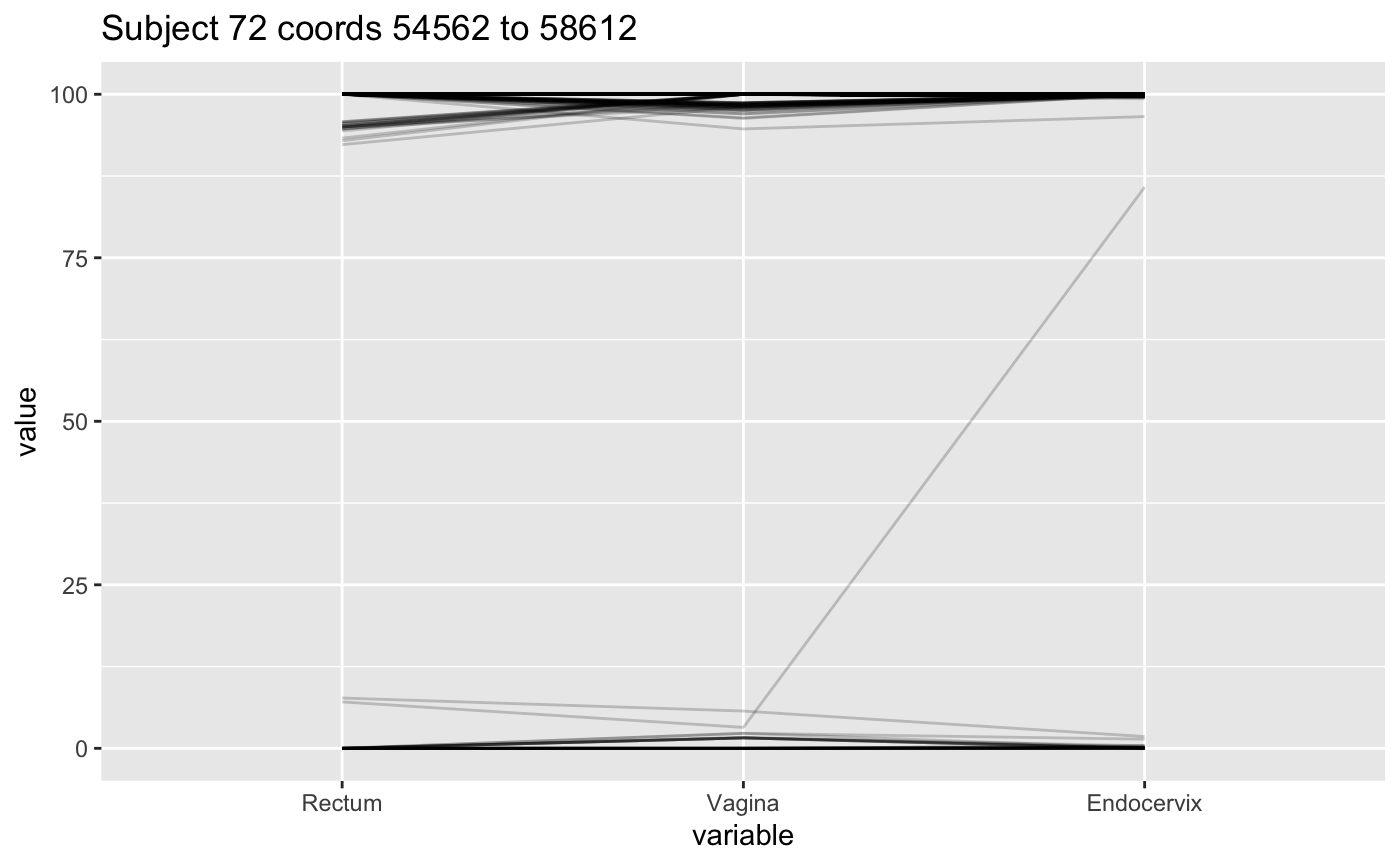 Subject 72 coords 54562 to 58612
100
75
50
25
0
value
Rectum Vagina Endocervix
variable